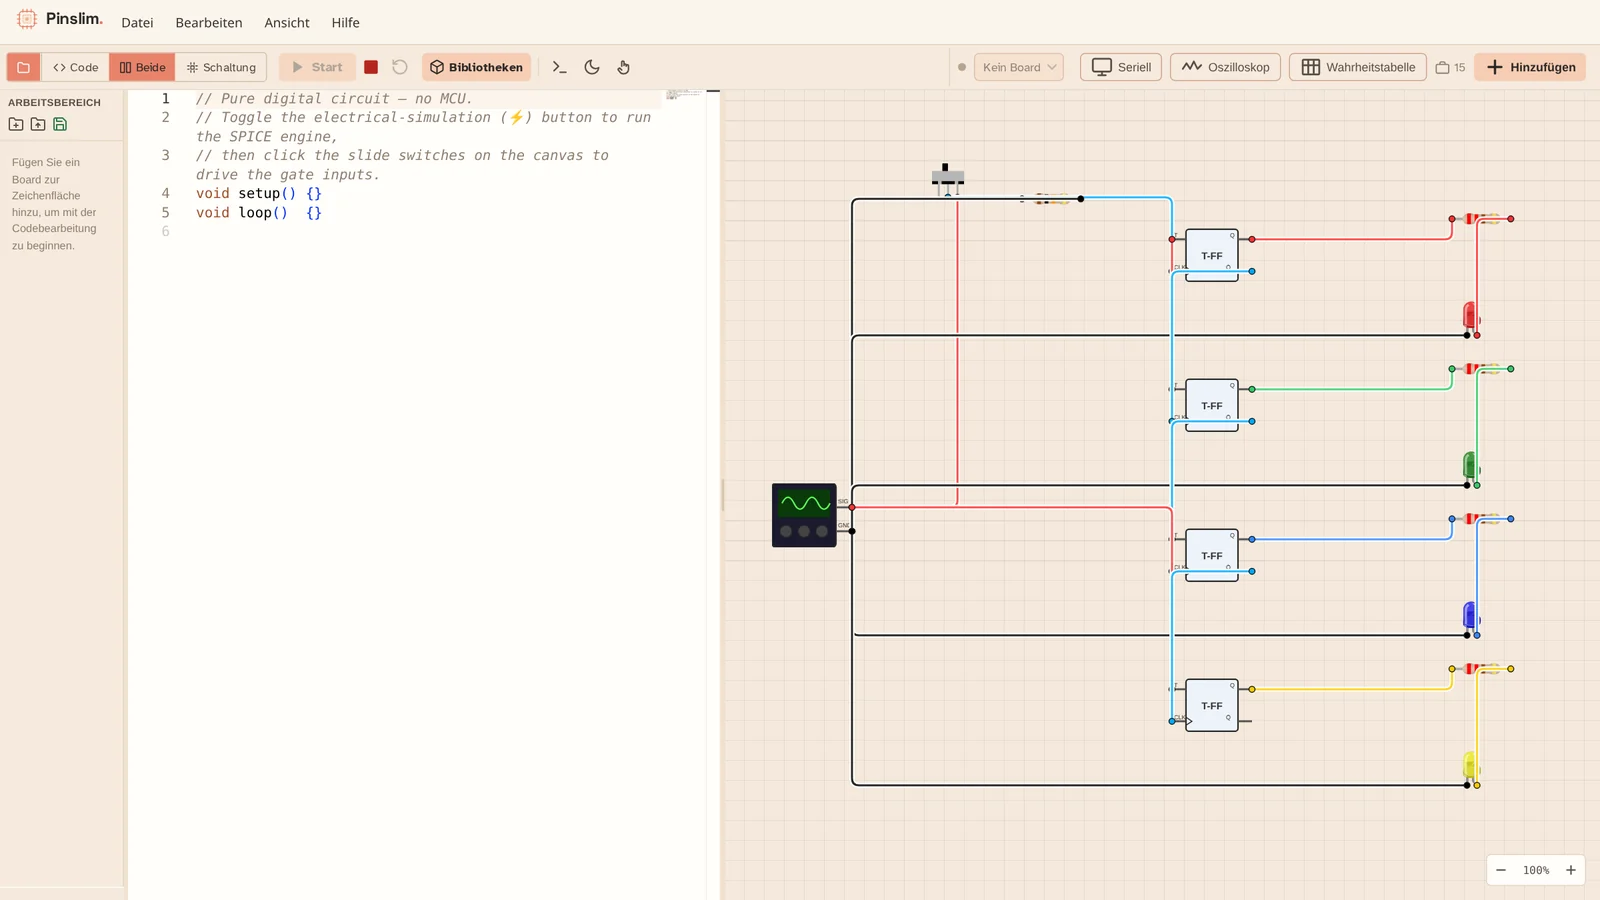 Pinslim.
Datei Bearbeiten Ansicht Hilfe
Code Beide Schaltung Start Bibliotheken
Kein Board Seriell Oszilloskop Wahrheitstabelle 15 Hinzufügen
ARBEITSBEREICH
Fügen Sie ein
Board zur
Zeichenfläche
hinzu, um mit der
Codebearbeitung
zu beginnen.
1 // Pure digital circuit — no MCU.
2 // Toggle the electrical-simulation (⚡) button to run
the SPICE engine,
3 // then click the slide switches on the canvas to
drive the gate inputs.
4 void setup() {}
5 void loop()  {}
6
T-FF
Q
T-FF
Q
SIG
GND
T-FF
Q
T-FF
Q
CLK
Q
100%